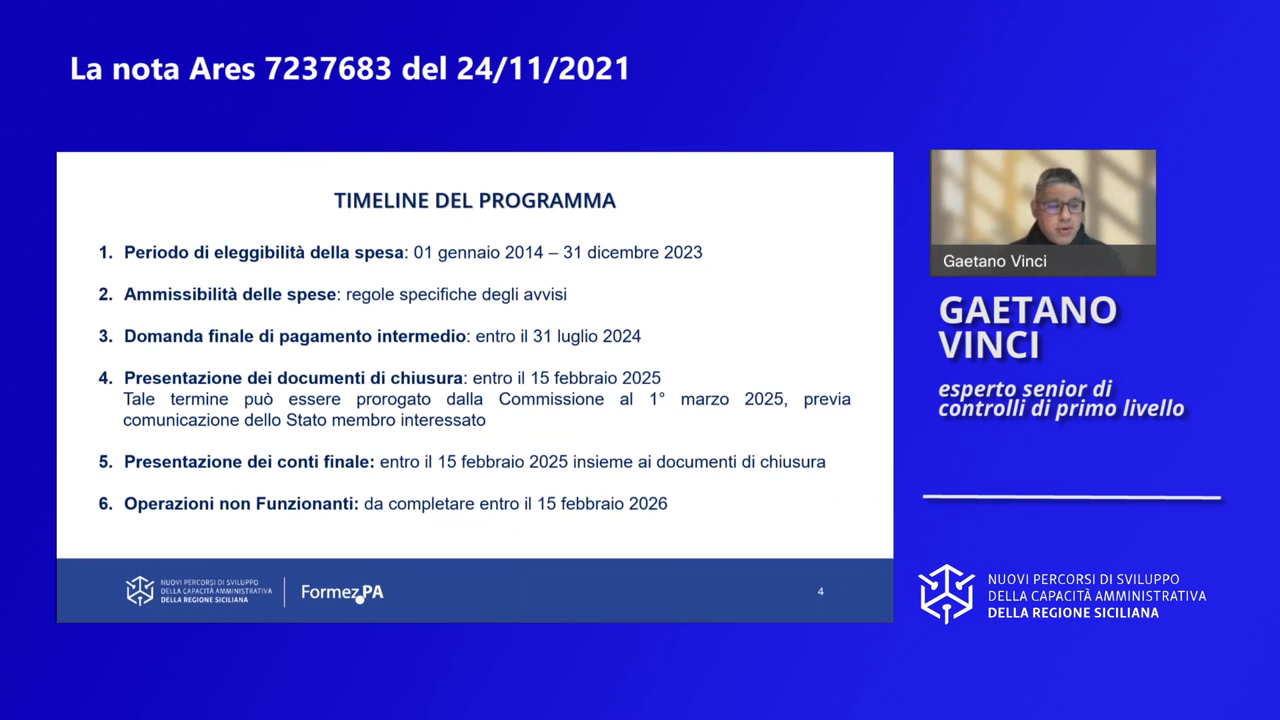 La nota Ares 7237683 del 24/11/2021
TIMELINE DEL PROGRAMMA
1. Periodo di eleggibilità della spesa: 01 gennaio 2014 – 31 dicembre 2023
2. Ammissibilità delle spese: regole specifiche degli avvisi
3. Domanda finale di pagamento intermedio: entro il 31 luglio 2024
4. Presentazione dei documenti di chiusura: entro il 15 febbraio 2025
Tale termine può essere prorogato dalla Commissione al 1° marzo 2025, previa
comunicazione dello Stato membro interessato
5. Presentazione dei conti finale: entro il 15 febbraio 2025 insieme ai documenti di chiusura
6. Operazioni non Funzionanti: da completare entro il 15 febbraio 2026
NUOVI PERCORSI DI SVILUPPO
DELLA CAPACITÀ AMMINISTRATIVA
DELLA REGIONE SICILIANA
FormezPA
4
Gaetano Vinci
GAETANO
VINCI
esperto senior di
controlli di primo livello
NUOVI PERCORSI DI SVILUPPO
DELLA CAPACITÀ AMMINISTRATIVA
DELLA REGIONE SICILIANA